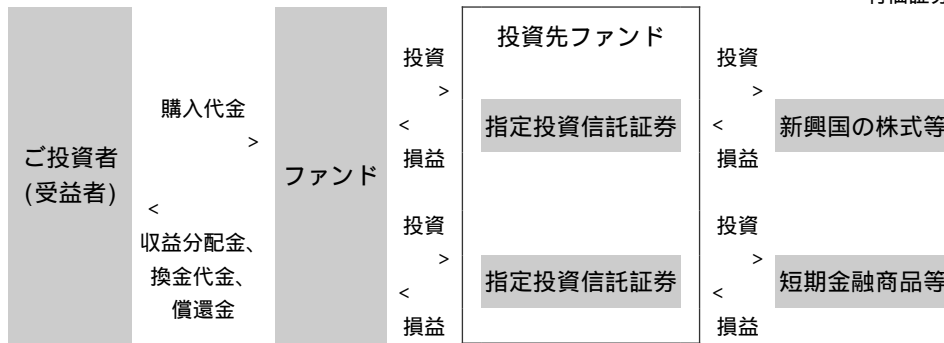 投資先ファンド
投資
>
<
損益
指定投資信託証券
投資
>
<
損益
新興国の株式等
購入代金
>
ご投資者
(受益者)
<
収益分配金、
換金代金、
償還金
ファンド
投資
>
<
損益
指定投資信託証券
投資
>
<
損益
短期金融商品等